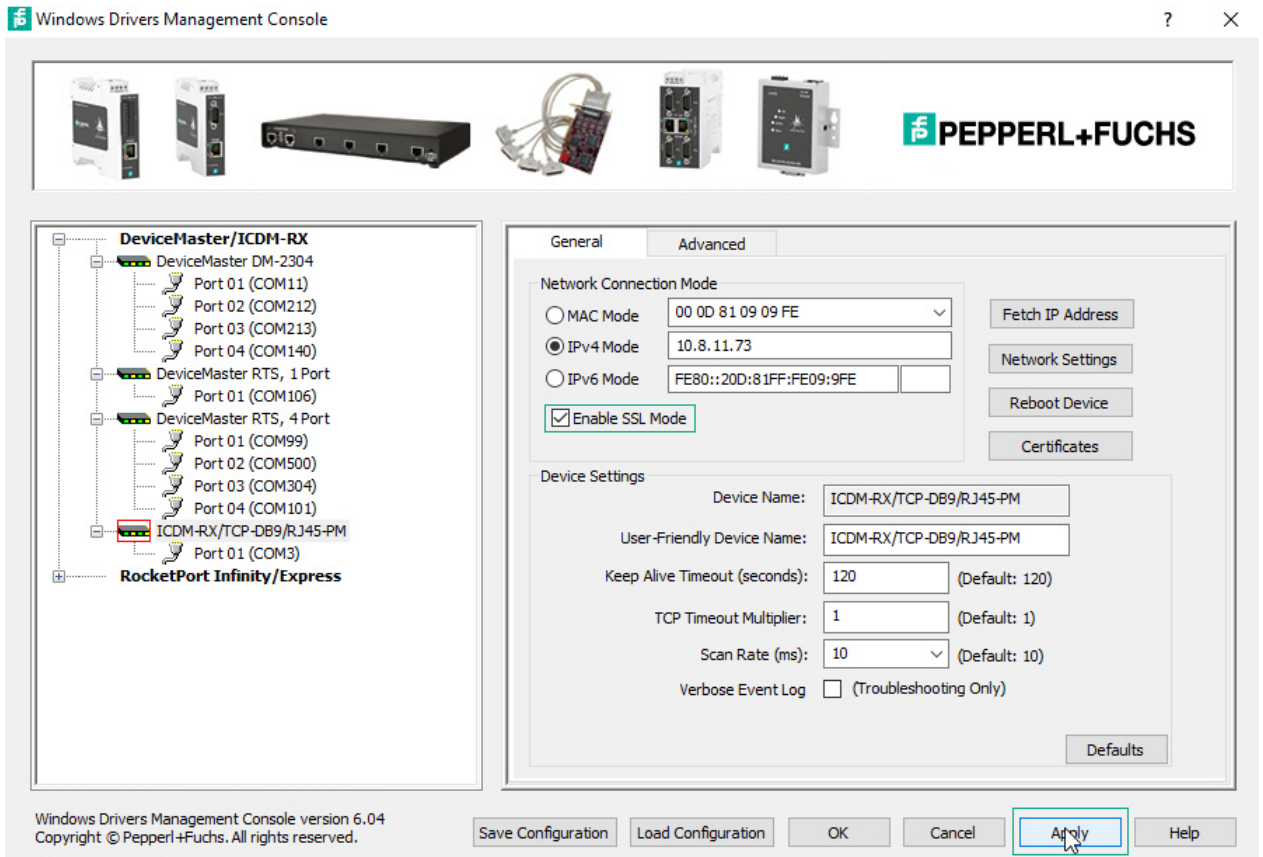 Windows Drivers Management Console
? X
PEPPERL+FUCHS
DeviceMaster/ICDM-RX
DeviceMaster DM-2304
Port 01 (COM11)
Port 02 (COM212)
Port 03 (COM213)
Port 04 (COM140)
DeviceMaster RTS, 1 Port
Port 01 (COM106)
DeviceMaster RTS, 4 Port
Port 01 (COM99)
Port 02 (COM500)
Port 03 (COM304)
Port 04 (COM101)
ICDM-RX/TCP-DB9/RJ45-PM
Port 01 (COM3)
RocketPort Infinity/Express
General Advanced
Network Connection Mode
MAC Mode 00 0D 81 09 09 FE
IPv4 Mode 10.8.11.73
IPv6 Mode FE80::20D:81FF:FE09:9FE
Enable SSL Mode
Fetch IP Address
Network Settings
Reboot Device
Certificates
Device Settings
Device Name: ICDM-RX/TCP-DB9/RJ45-PM
User-Friendly Device Name: ICDM-RX/TCP-DB9/RJ45-PM
Keep Alive Timeout (seconds): 120 (Default: 120)
TCP Timeout Multiplier: 1 (Default: 1)
Scan Rate (ms): 10 (Default: 10)
Verbose Event Log (Troubleshooting Only)
Defaults
Windows Drivers Management Console version 6.04
Copyright © Pepperl+Fuchs. All rights reserved.
Save Configuration Load Configuration OK Cancel Apply Help